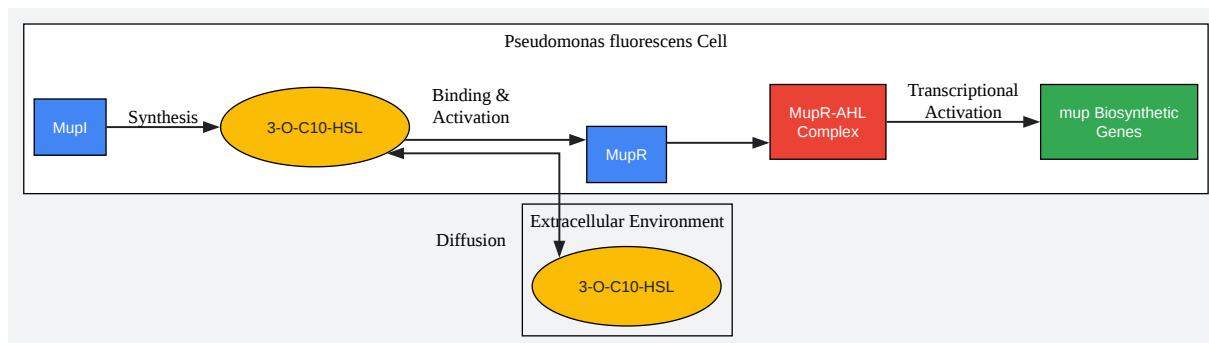 Pseudomonas fluorescens Cell
MupI
Synthesis
3-O-C10-HSL
Binding &
Activation
MupR
MupR-AHL
Complex
Transcriptional
Activation
mup Biosynthetic
Genes
Diffusion
Extracellular Environment
3-O-C10-HSL